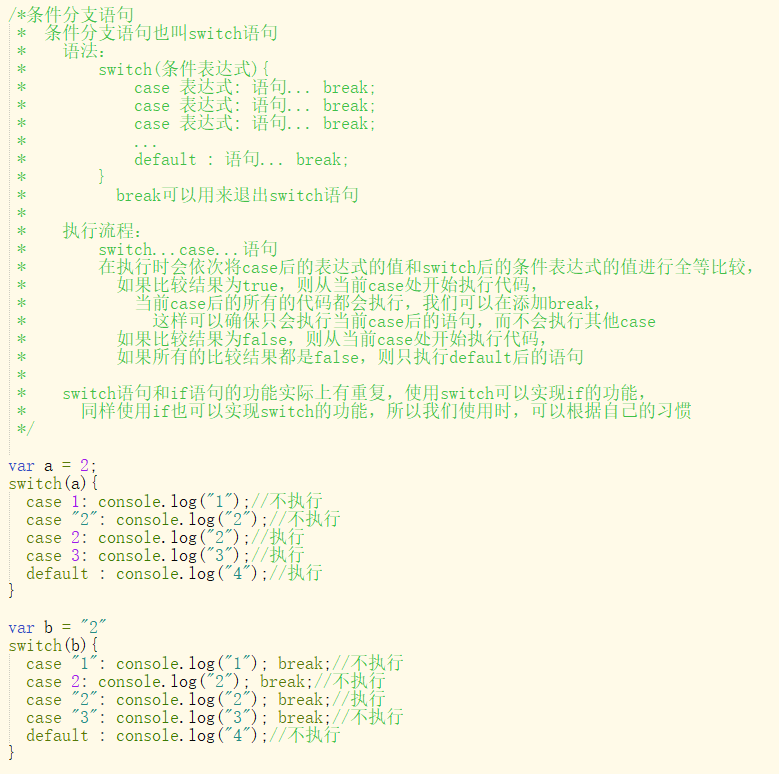 /*条件分支语句
 *  条件分支语句也叫switch语句
 *    语法:
 *        switch(条件表达式){
 *            case 表达式: 语句... break;
 *            case 表达式: 语句... break;
 *            case 表达式: 语句... break;
 *            ...
 *            default : 语句... break;
 *        }
 *          break可以用来退出switch语句
 *
 *    执行流程:
 *        switch...case...语句
 *        在执行时会依次将case后的表达式的值和switch后的条件表达式的值进行全等比较,
 *          如果比较结果为true, 则从当前case处开始执行代码,
 *            当前case后的所有的代码都会执行, 我们可以在添加break,
 *              这样可以确保只会执行当前case后的语句, 而不会执行其他case
 *          如果比较结果为false, 则从当前case处开始执行代码,
 *          如果所有的比较结果都是false, 则只执行default后的语句
 *
 *    switch语句和if语句的功能实际上有重复, 使用switch可以实现if的功能,
 *      同样使用if也可以实现switch的功能, 所以我们使用时, 可以根据自己的习惯
 */
var a = 2;
switch(a){
  case 1: console.log("1");//不执行
  case "2": console.log("2");//不执行
  case 2: console.log("2");//执行
  case 3: console.log("3");//执行
  default : console.log("4");//执行
}
var b = "2"
switch(b){
  case "1": console.log("1"); break;//不执行
  case 2: console.log("2"); break;//不执行
  case "2": console.log("2"); break;//执行
  case "3": console.log("3"); break;//不执行
  default : console.log("4");//不执行
}